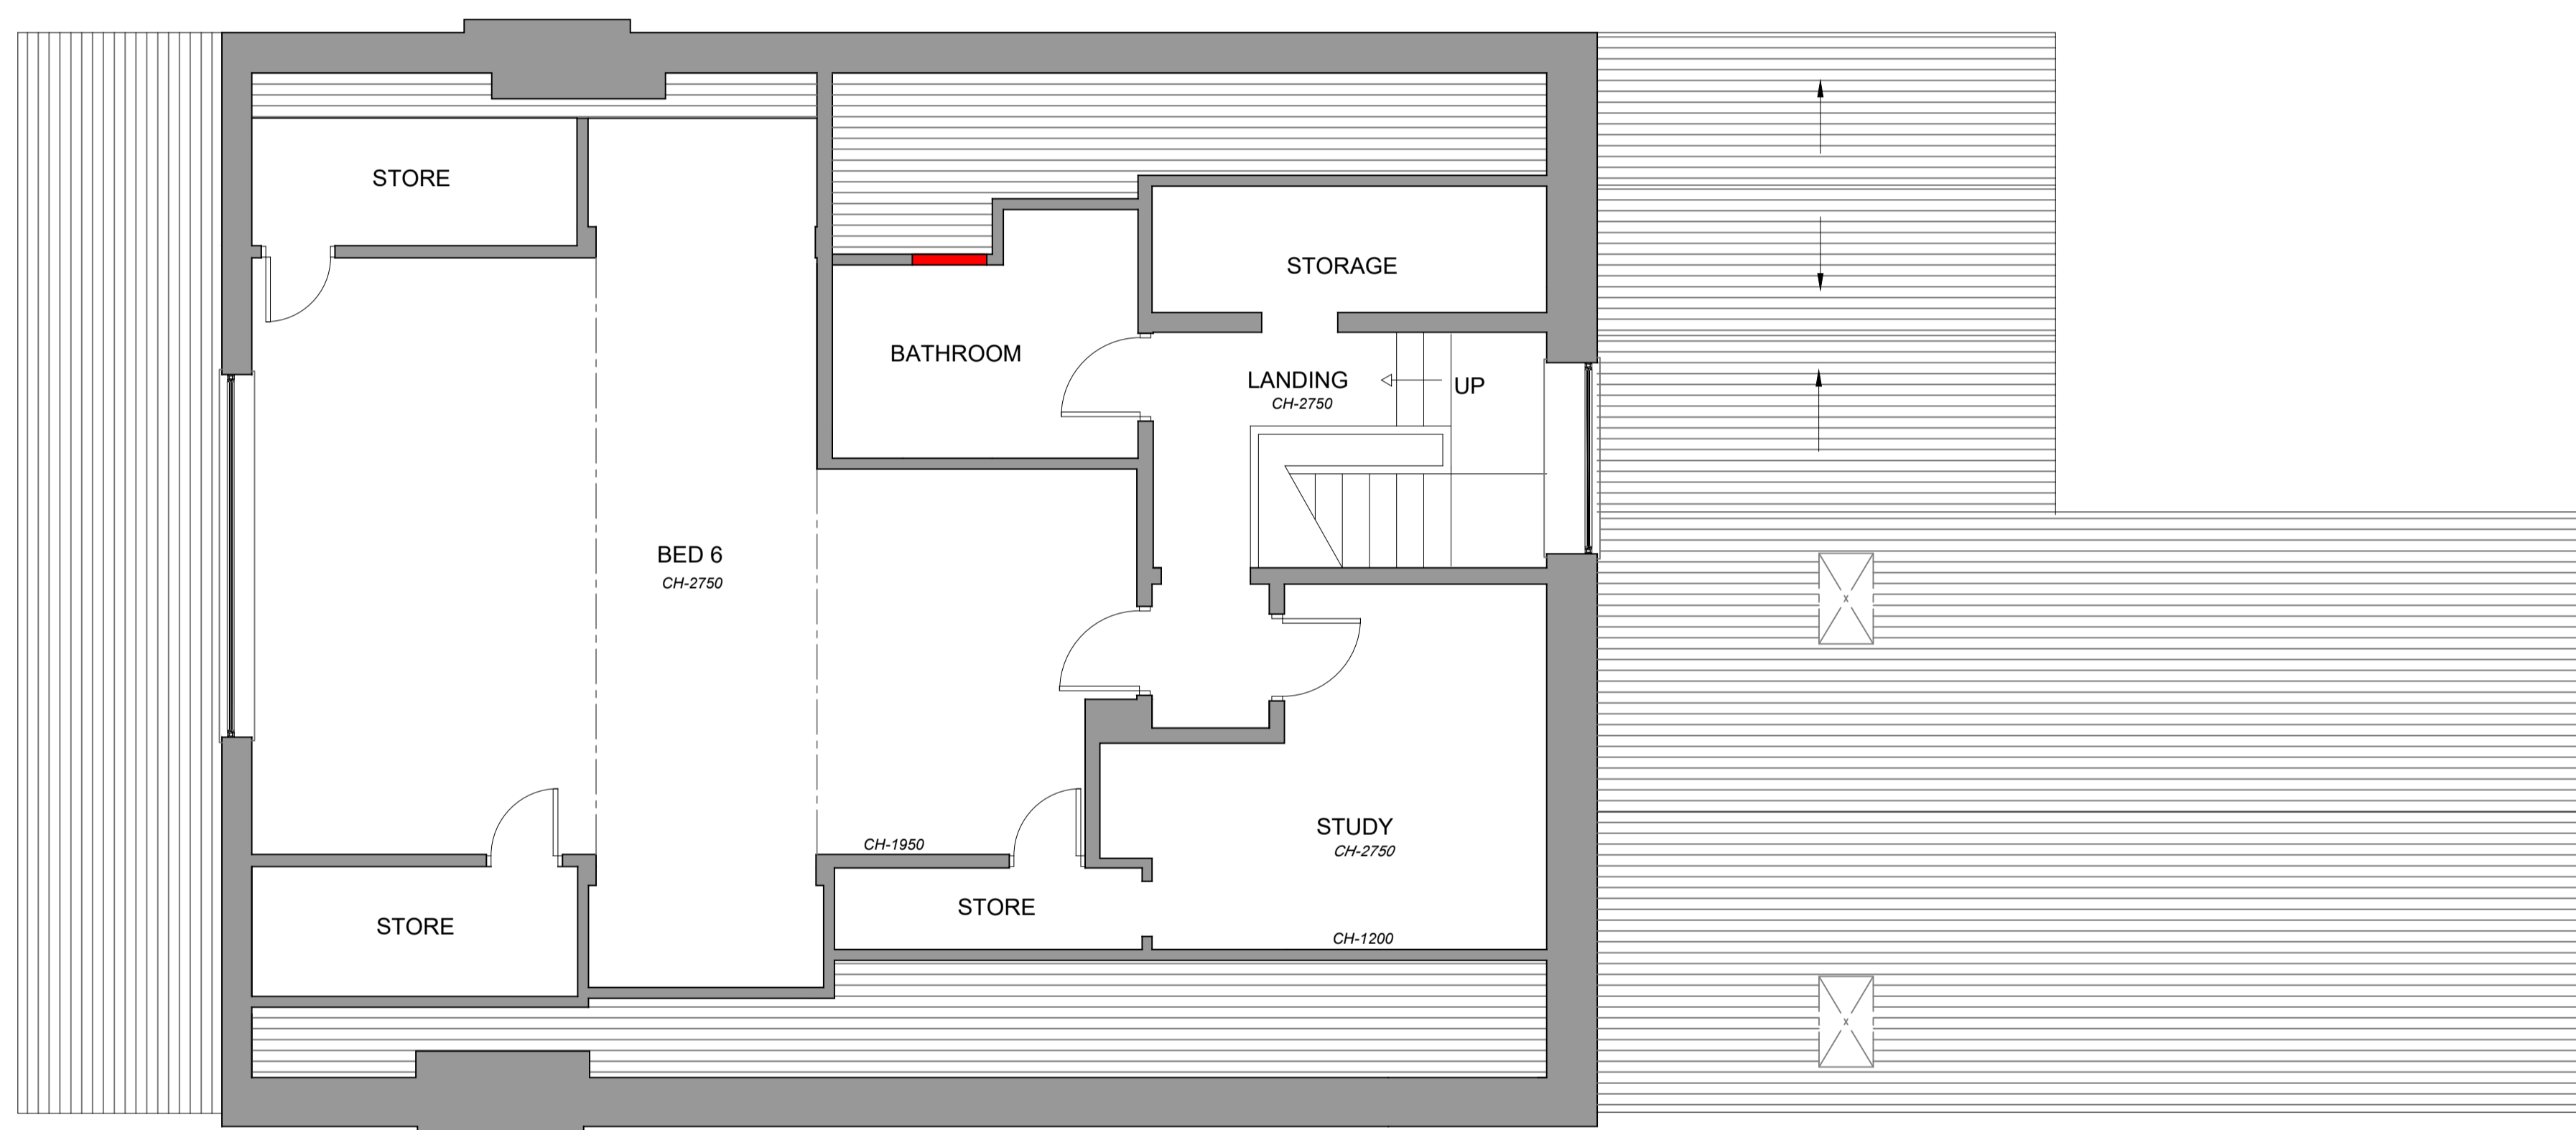 STORE
STORAGE
BATHROOM
LANDING
CH-2750
UP
BED 6
CH-2750
x
STUDY
CH-2750
CH-1950
STORE
STORE
CH-1200
x